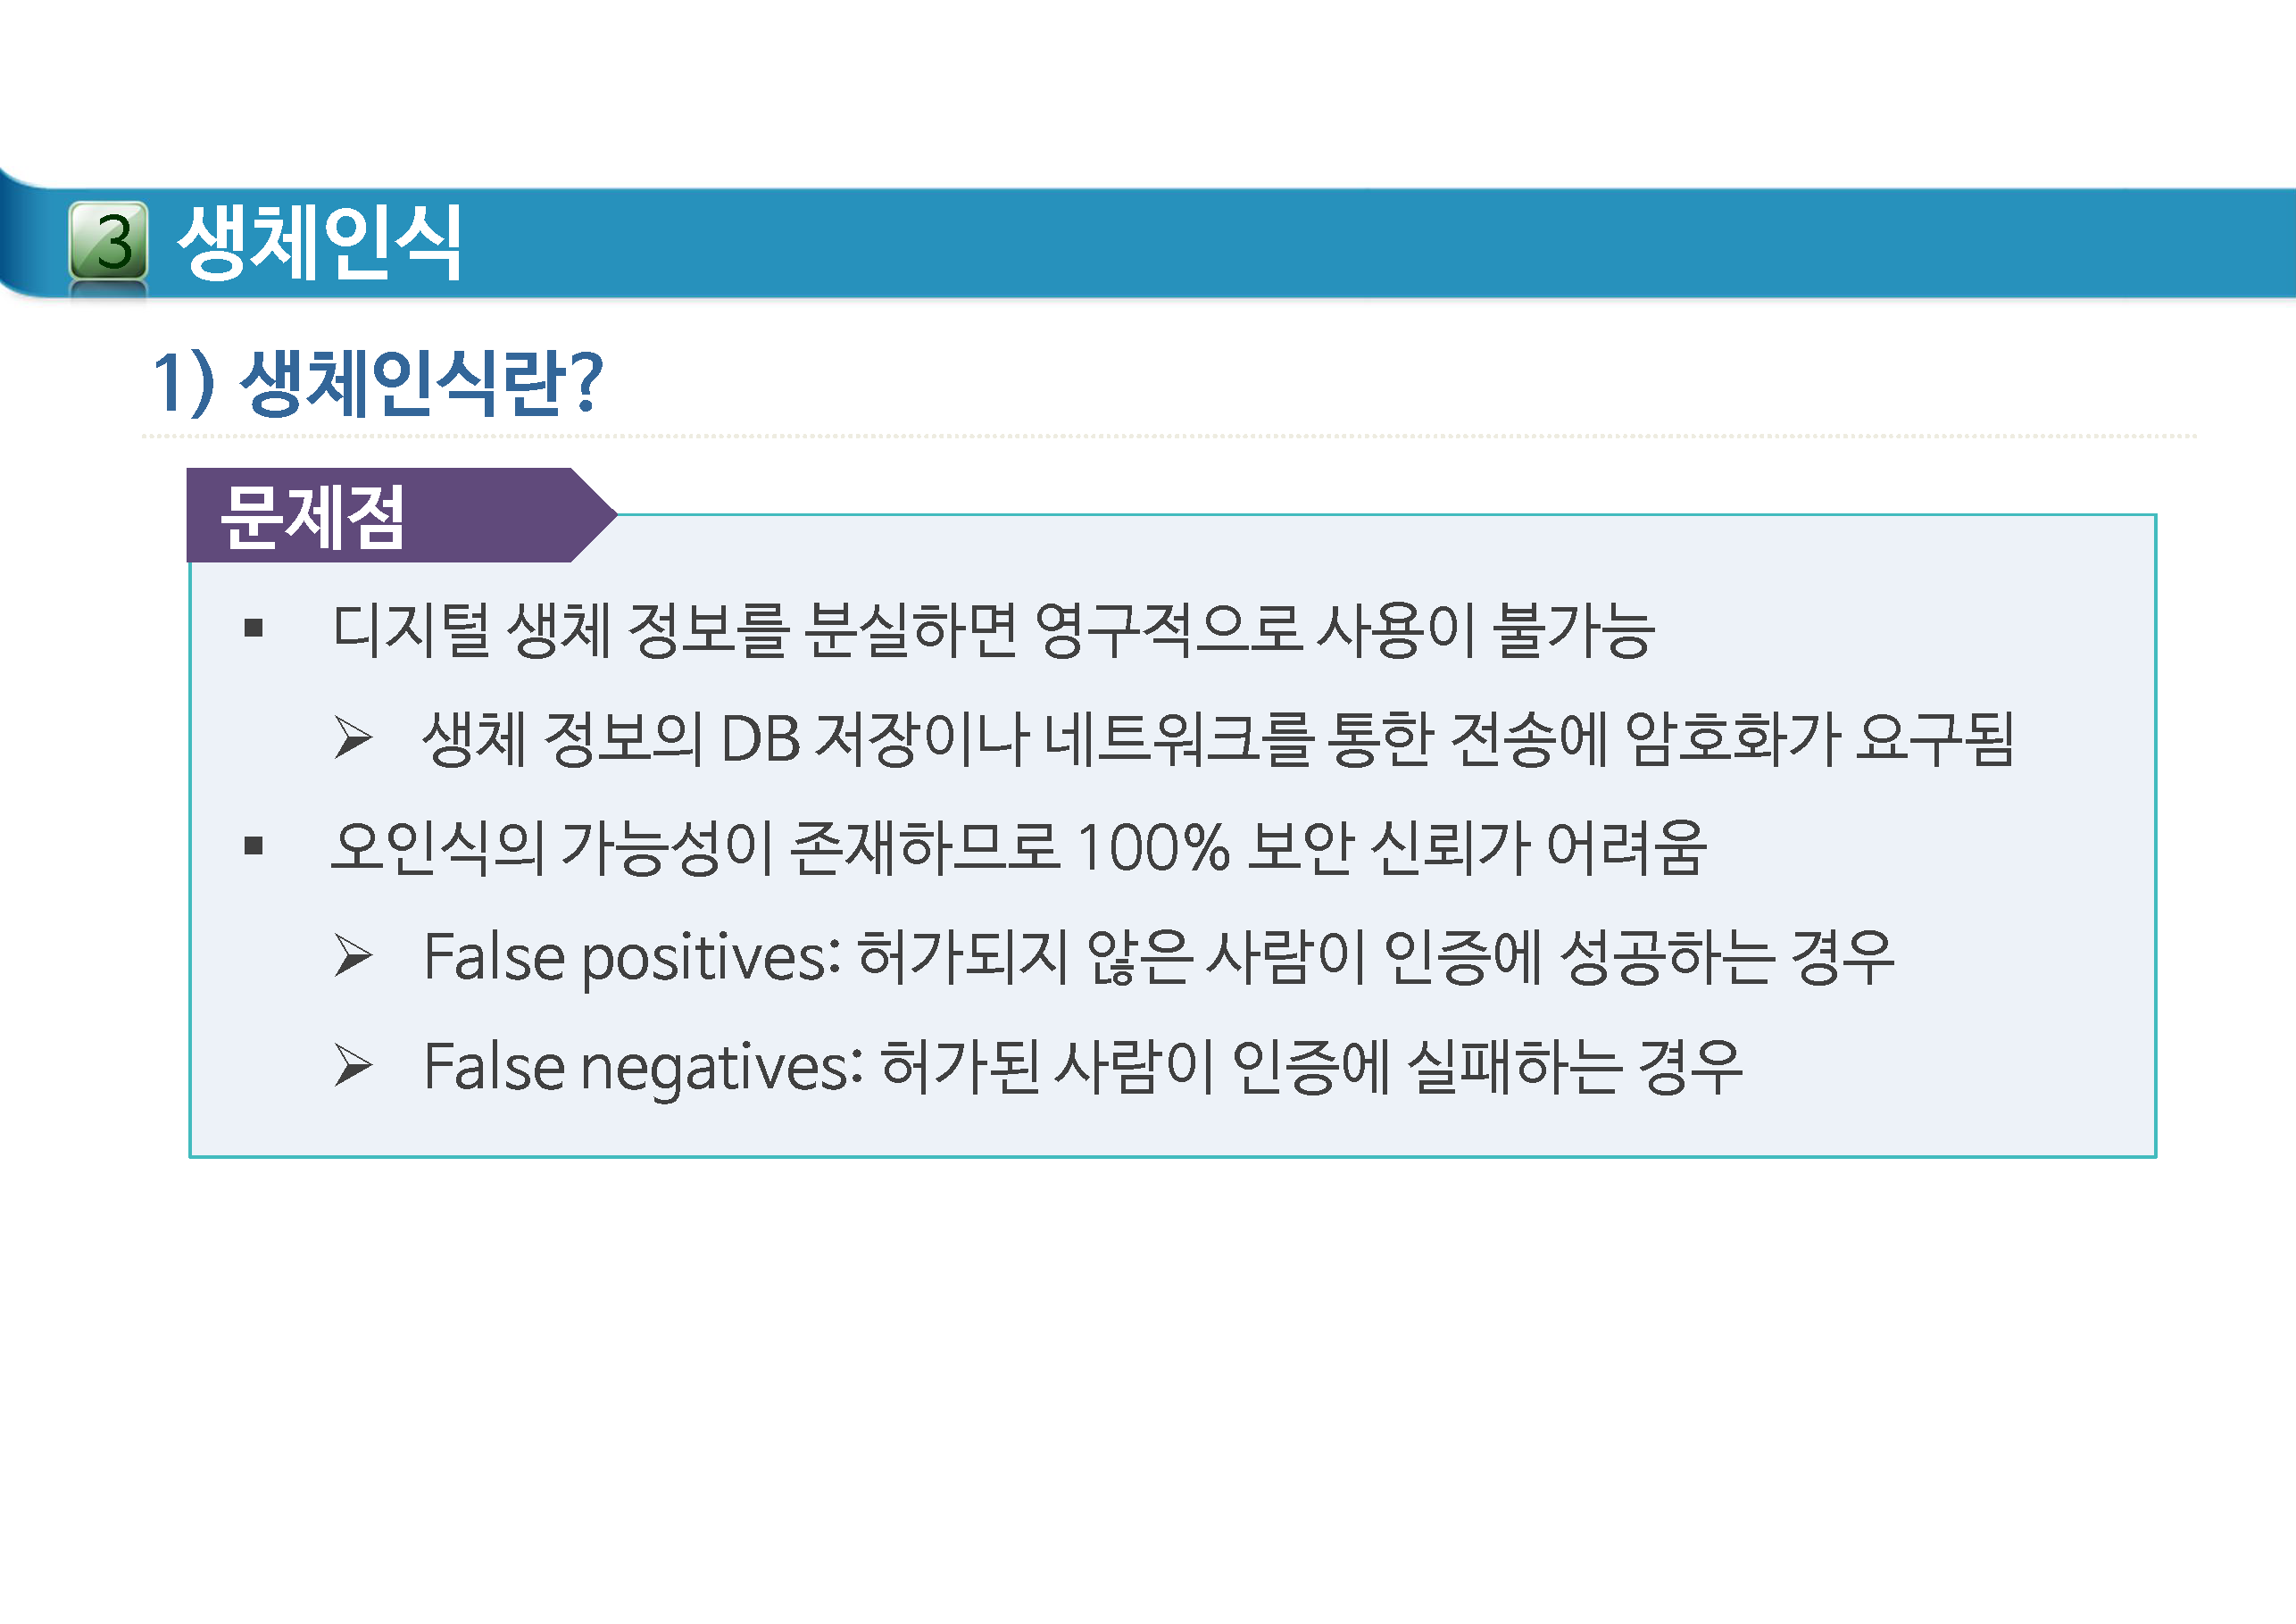 3 생체인식
1) 생체인식란?
문제점
▪ 디지털 생체 정보를 분실하면 영구적으로 사용이 불가능
➢ 생체 정보의 DB 저장이나 네트워크를 통한 전송에 암호화가 요구됨
▪ 오인식의 가능성이 존재하므로 100% 보안 신뢰가 어려움
➢ False positives: 허가되지 않은 사람이 인증에 성공하는 경우
➢ False negatives: 허가된 사람이 인증에 실패하는 경우